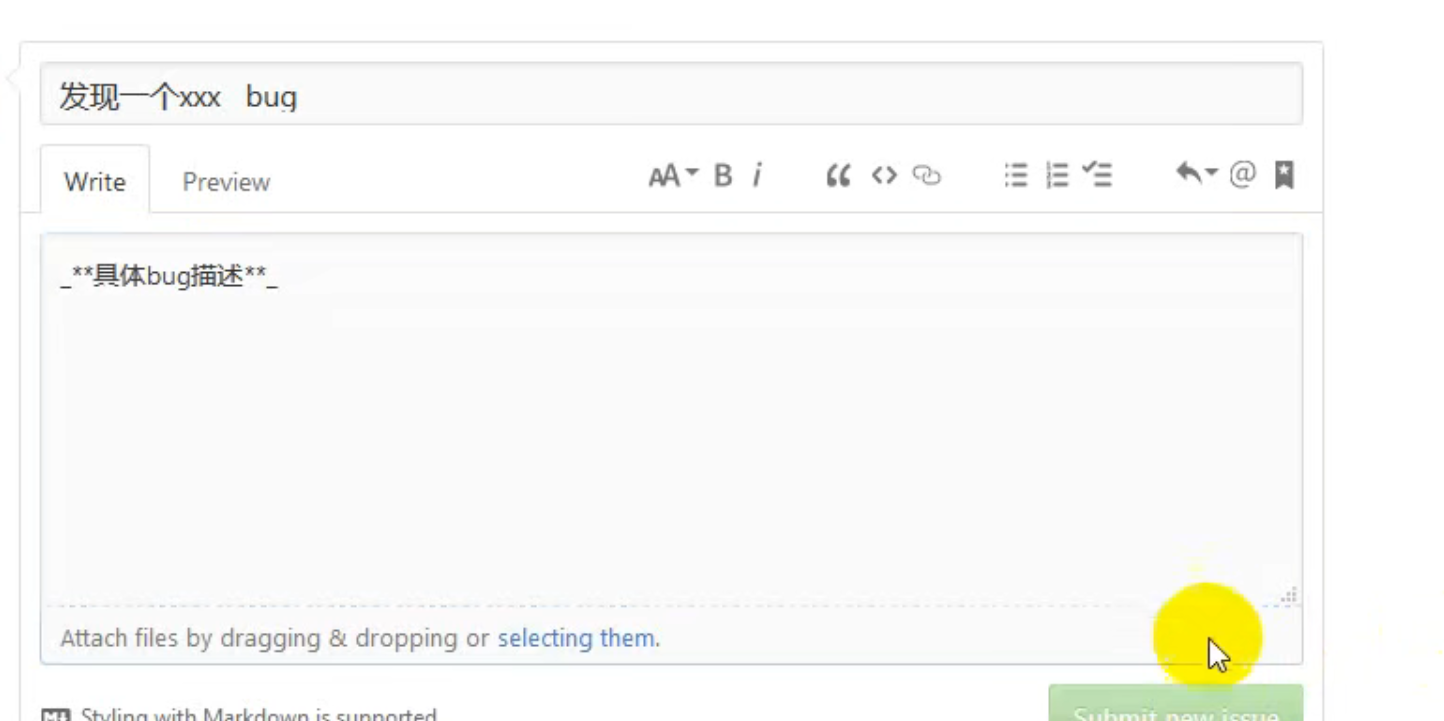 发现一个xxx bug
Write Preview
AA B i “ <> @
_**具体bug描述**_
Attach files by dragging & dropping or selecting them.
Styling with Markdown is supported
Submit new issue